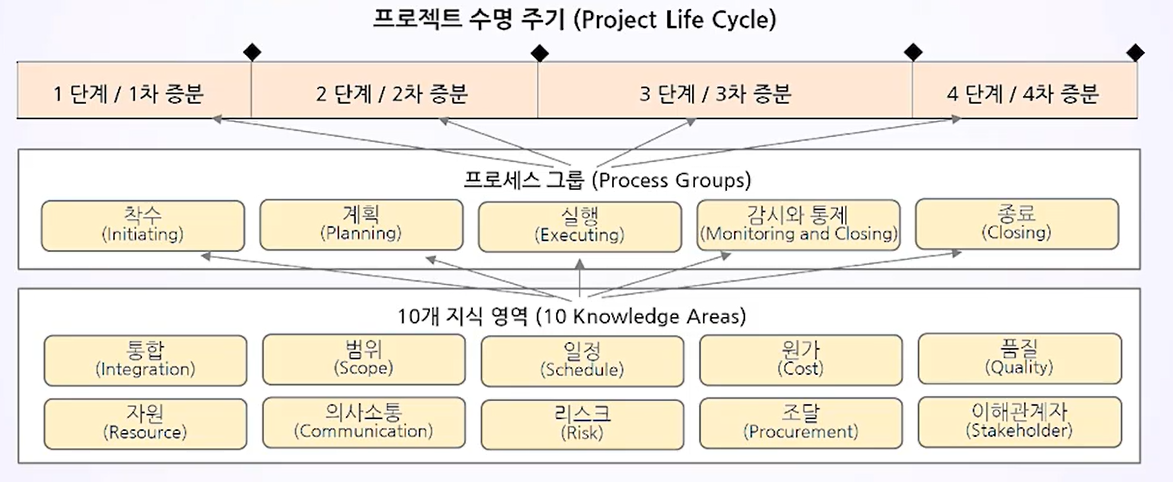 프로젝트 수명 주기 (Project Life Cycle)
1 단계 / 1차 증분
2 단계 / 2차 증분
3 단계 / 3차 증분
4 단계 / 4차 증분
프로세스 그룹 (Process Groups)
착수
(Initiating)
계획
(Planning)
실행
(Executing)
감시와 통제
(Monitoring and Closing)
종료
(Closing)
10개 지식 영역 (10 Knowledge Areas)
통합
(Integration)
범위
(Scope)
일정
(Schedule)
원가
(Cost)
품질
(Quality)
자원
(Resource)
의사소통
(Communication)
리스크
(Risk)
조달
(Procurement)
이해관계자
(Stakeholder)